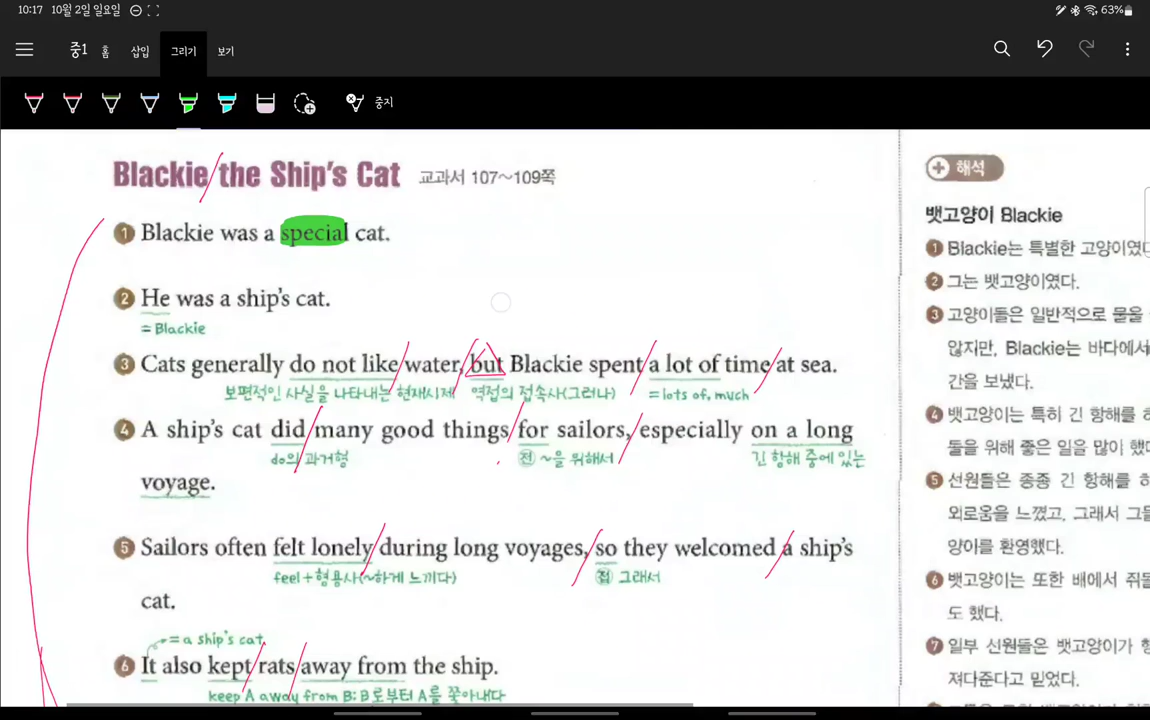 10:17 10월 2일 일요일
63%
중1 홈 삽입 그리기 보기
중지
Blackie the Ship's Cat 교과서 107~109쪽
1 Blackie was a special cat.
2 He was a ship's cat.
= Blackie
3 Cats generally do not like water, but Blackie spent a lot of time at sea.
보편적인 사실을 나타내는 현재시제 역접의 접속사(그러나) = lots of, much
4 A ship's cat did many good things for sailors, especially on a long
do의 과거형 전 ~을 위해서 긴 항해 중에 있는
voyage.
5 Sailors often felt lonely during long voyages, so they welcomed a ship's
feel+형용사(~하게 느끼다) 접 그래서
cat.
= a ship's cat
6 It also kept rats away from the ship.
keep A away from B: B로부터 A를 쫓아내다
+ 해석
뱃고양이 Blackie
1 Blackie는 특별한 고양이였다
2 그는 뱃고양이였다.
3 고양이들은 일반적으로 물을
않지만, Blackie는 바다에서
간을 보냈다.
4 뱃고양이는 특히 긴 항해를 하
들을 위해 좋은 일을 많이 했
5 선원들은 종종 긴 항해를 하
외로움을 느꼈고, 그래서 그들
양이를 환영했다.
6 뱃고양이는 또한 배에서 쥐를
도 했다.
7 일부 선원들은 뱃고양이가 행
져다준다고 믿었다.